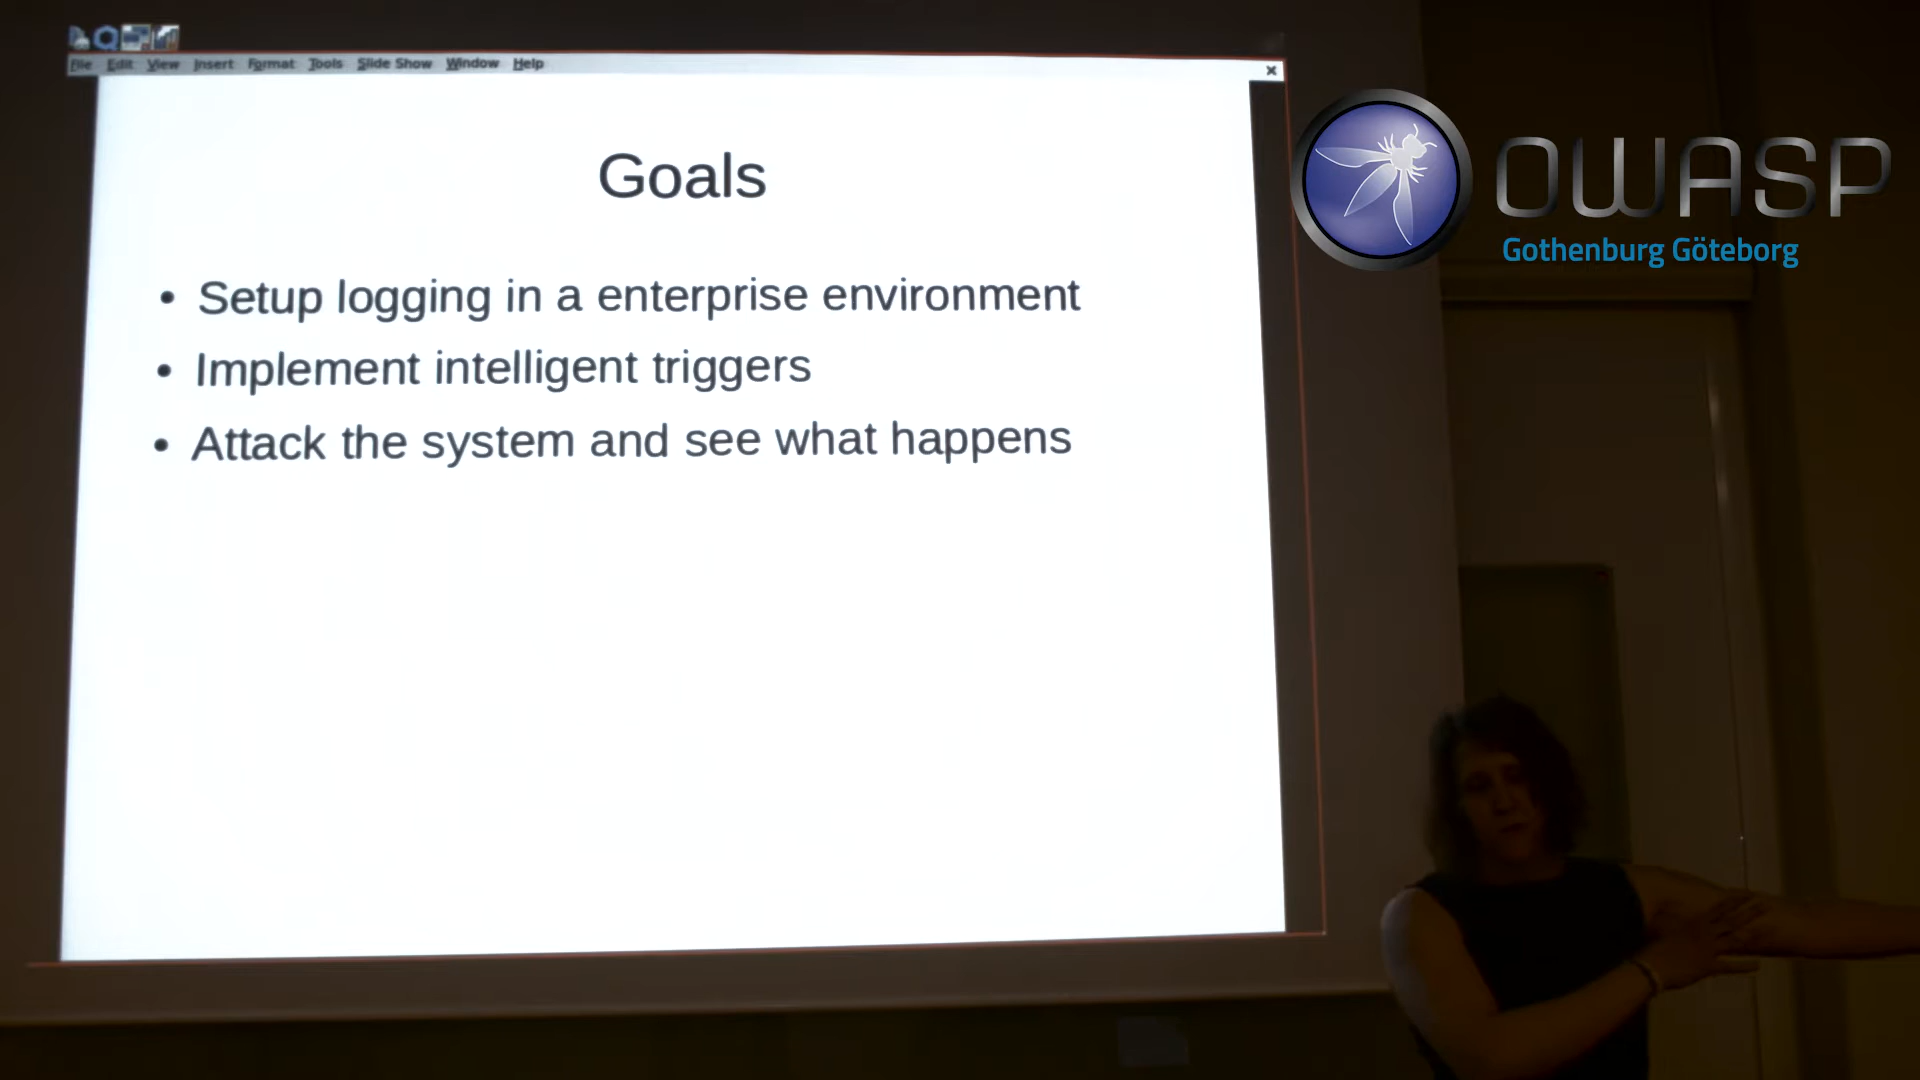 File Edit View Insert Format Tools Slide Show Window Help
Goals
• Setup logging in a enterprise environment
• Implement intelligent triggers
• Attack the system and see what happens
OWASP
Gothenburg Göteborg